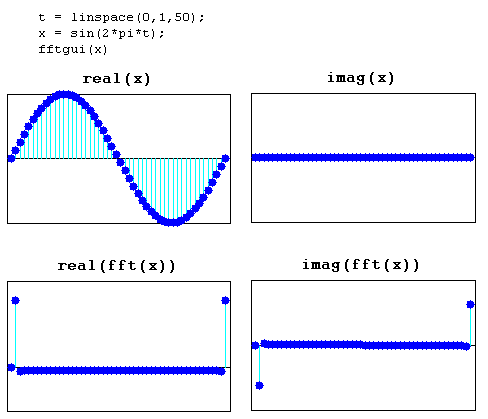 t = linspace(0,1,50);
x = sin(2*pi*t);
fftgui(x)
real(x)
imag(x)
real(fft(x))
imag(fft(x))